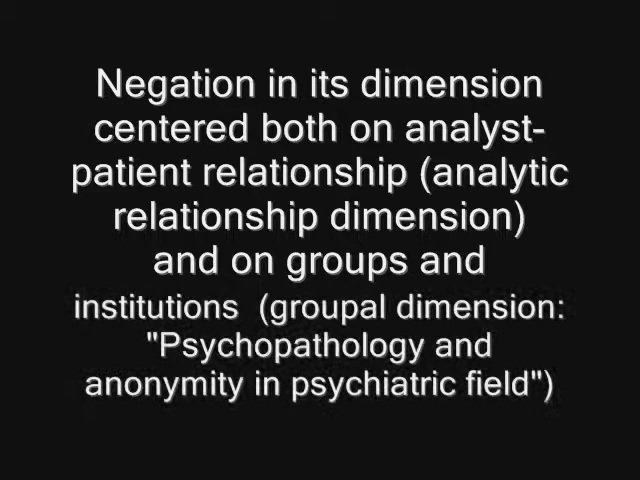 Negation in its dimension
centered both on analyst-
patient relationship (analytic
relationship dimension)
and on groups and
institutions  (groupal dimension:
"Psychopathology and
anonymity in psychiatric field")